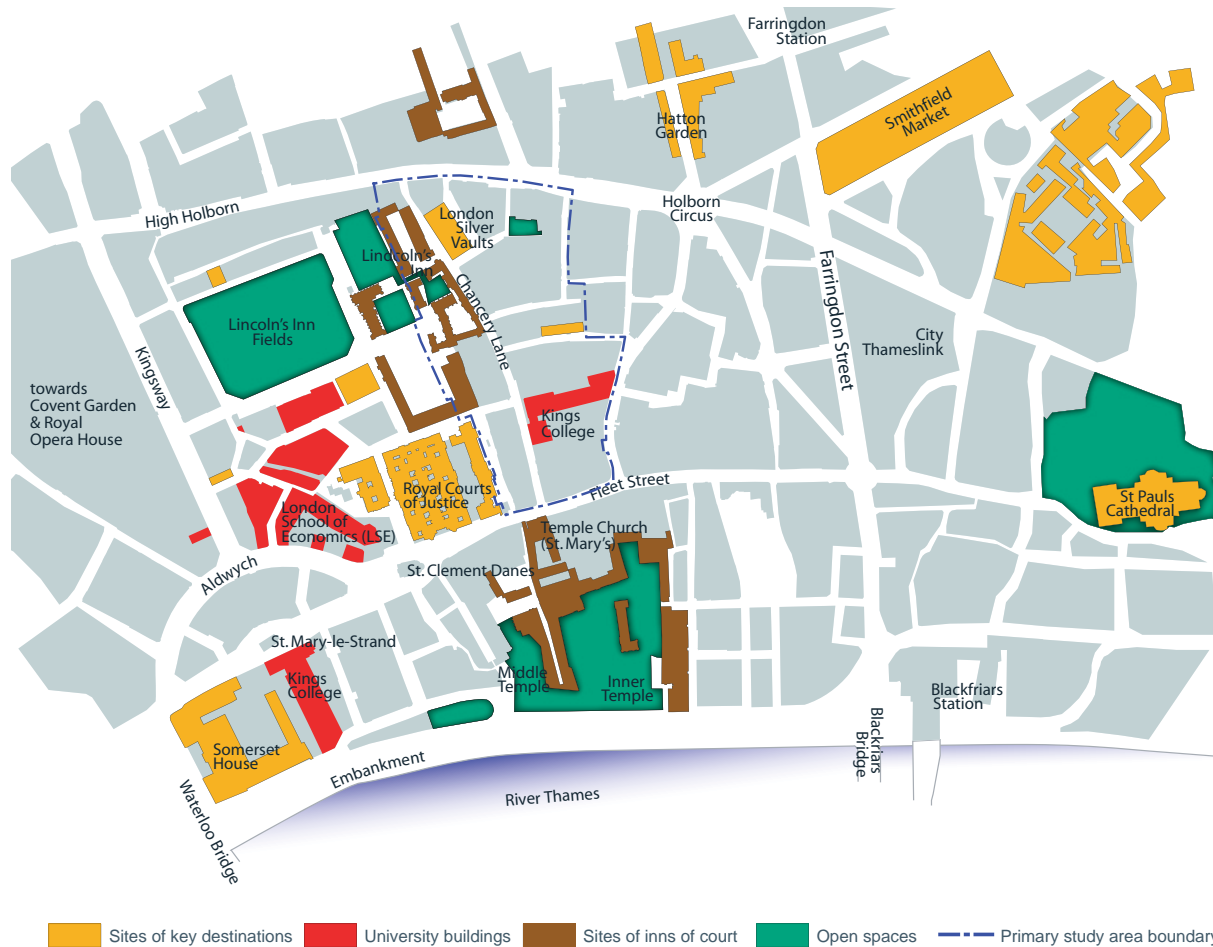 Farringdon
Station
Smithfield
Market
Hatton
Garden
High Holborn
London
Silver
Vaults
Holborn
Circus
Lindcoln's
Inn
Chancery Lane
Farringdon Street
Lincoln's Inn
Fields
City
Thameslink
Kingsway
towards
Covent Garden
& Royal
Opera House
Kings
College
Fleet Street
Royal Courts
of Justice
St Pauls
Cathedral
London
School of
Economics (LSE)
Temple Church
(St. Mary's)
Aldwych
St. Clement Danes
St. Mary-le-Strand
Kings
College
Middle
Temple
Inner
Temple
Blackfriars
Station
Blackfriars
Bridge
Somerset
House
Embankment
River Thames
Waterloo Bridge
Sites of key destinations
University buildings
Sites of inns of court
Open spaces
Primary study area boundary